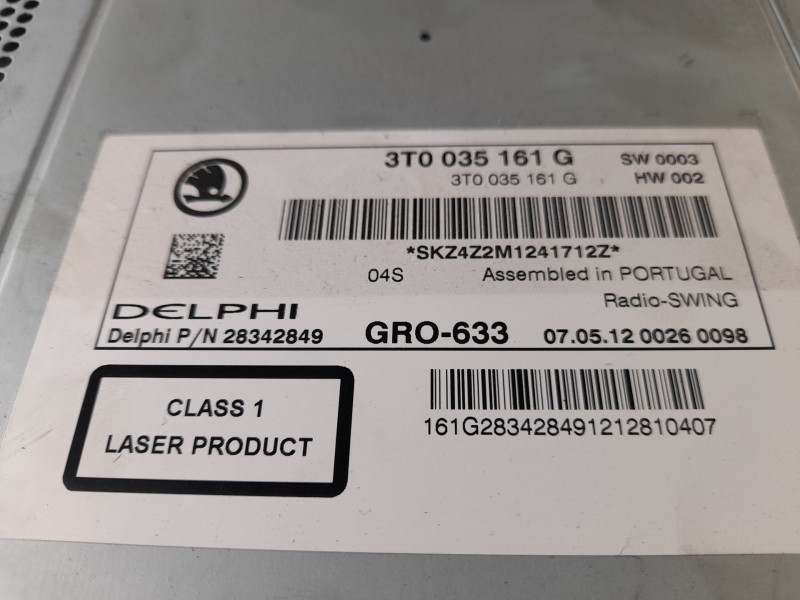 3T0 035 161 G SW 0003
3T0 035 161 G HW 002
*SKZ4Z2M1241712Z*
04S Assembled in PORTUGAL
Radio-SWING
DELPHI
Delphi P/N 28342849 GRO-633 07.05.12 0026 0098
CLASS 1
LASER PRODUCT
161G283428491212810407